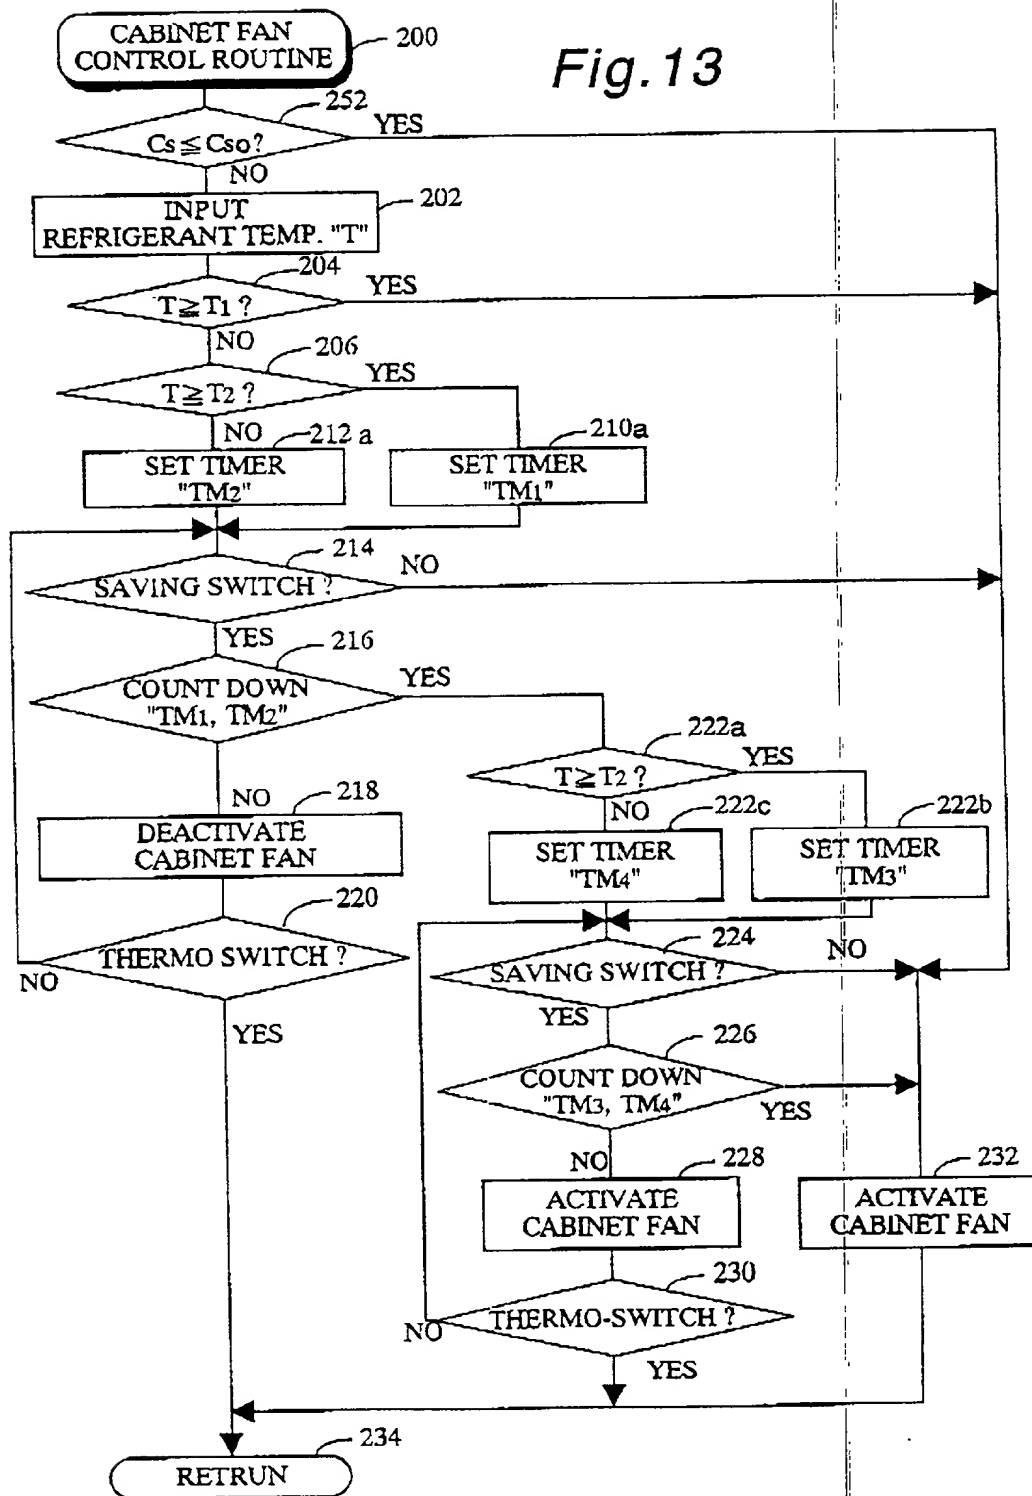 CABINET FAN
CONTROL ROUTINE
200
Fig.13
252
Cs≦Cso?
YES
NO
INPUT
REFRIGERANT TEMP. "T"
202
204
T≧T1 ?
YES
NO
206
T≧T2 ?
YES
NO
212 a
SET TIMER
"TM2"
210a
SET TIMER
"TM1"
214
SAVING SWITCH ?
NO
YES
216
COUNT DOWN
"TM1, TM2"
YES
222a
T≧T2 ?
YES
NO
NO
218
DEACTIVATE
CABINET FAN
222c
SET TIMER
"TM4"
222b
SET TIMER
"TM3"
220
THERMO SWITCH ?
NO
YES
224
SAVING SWITCH ?
NO
YES
226
COUNT DOWN
"TM3, TM4"
YES
NO
228
ACTIVATE
CABINET FAN
232
ACTIVATE
CABINET FAN
230
THERMO-SWITCH ?
NO
YES
234
RETRUN